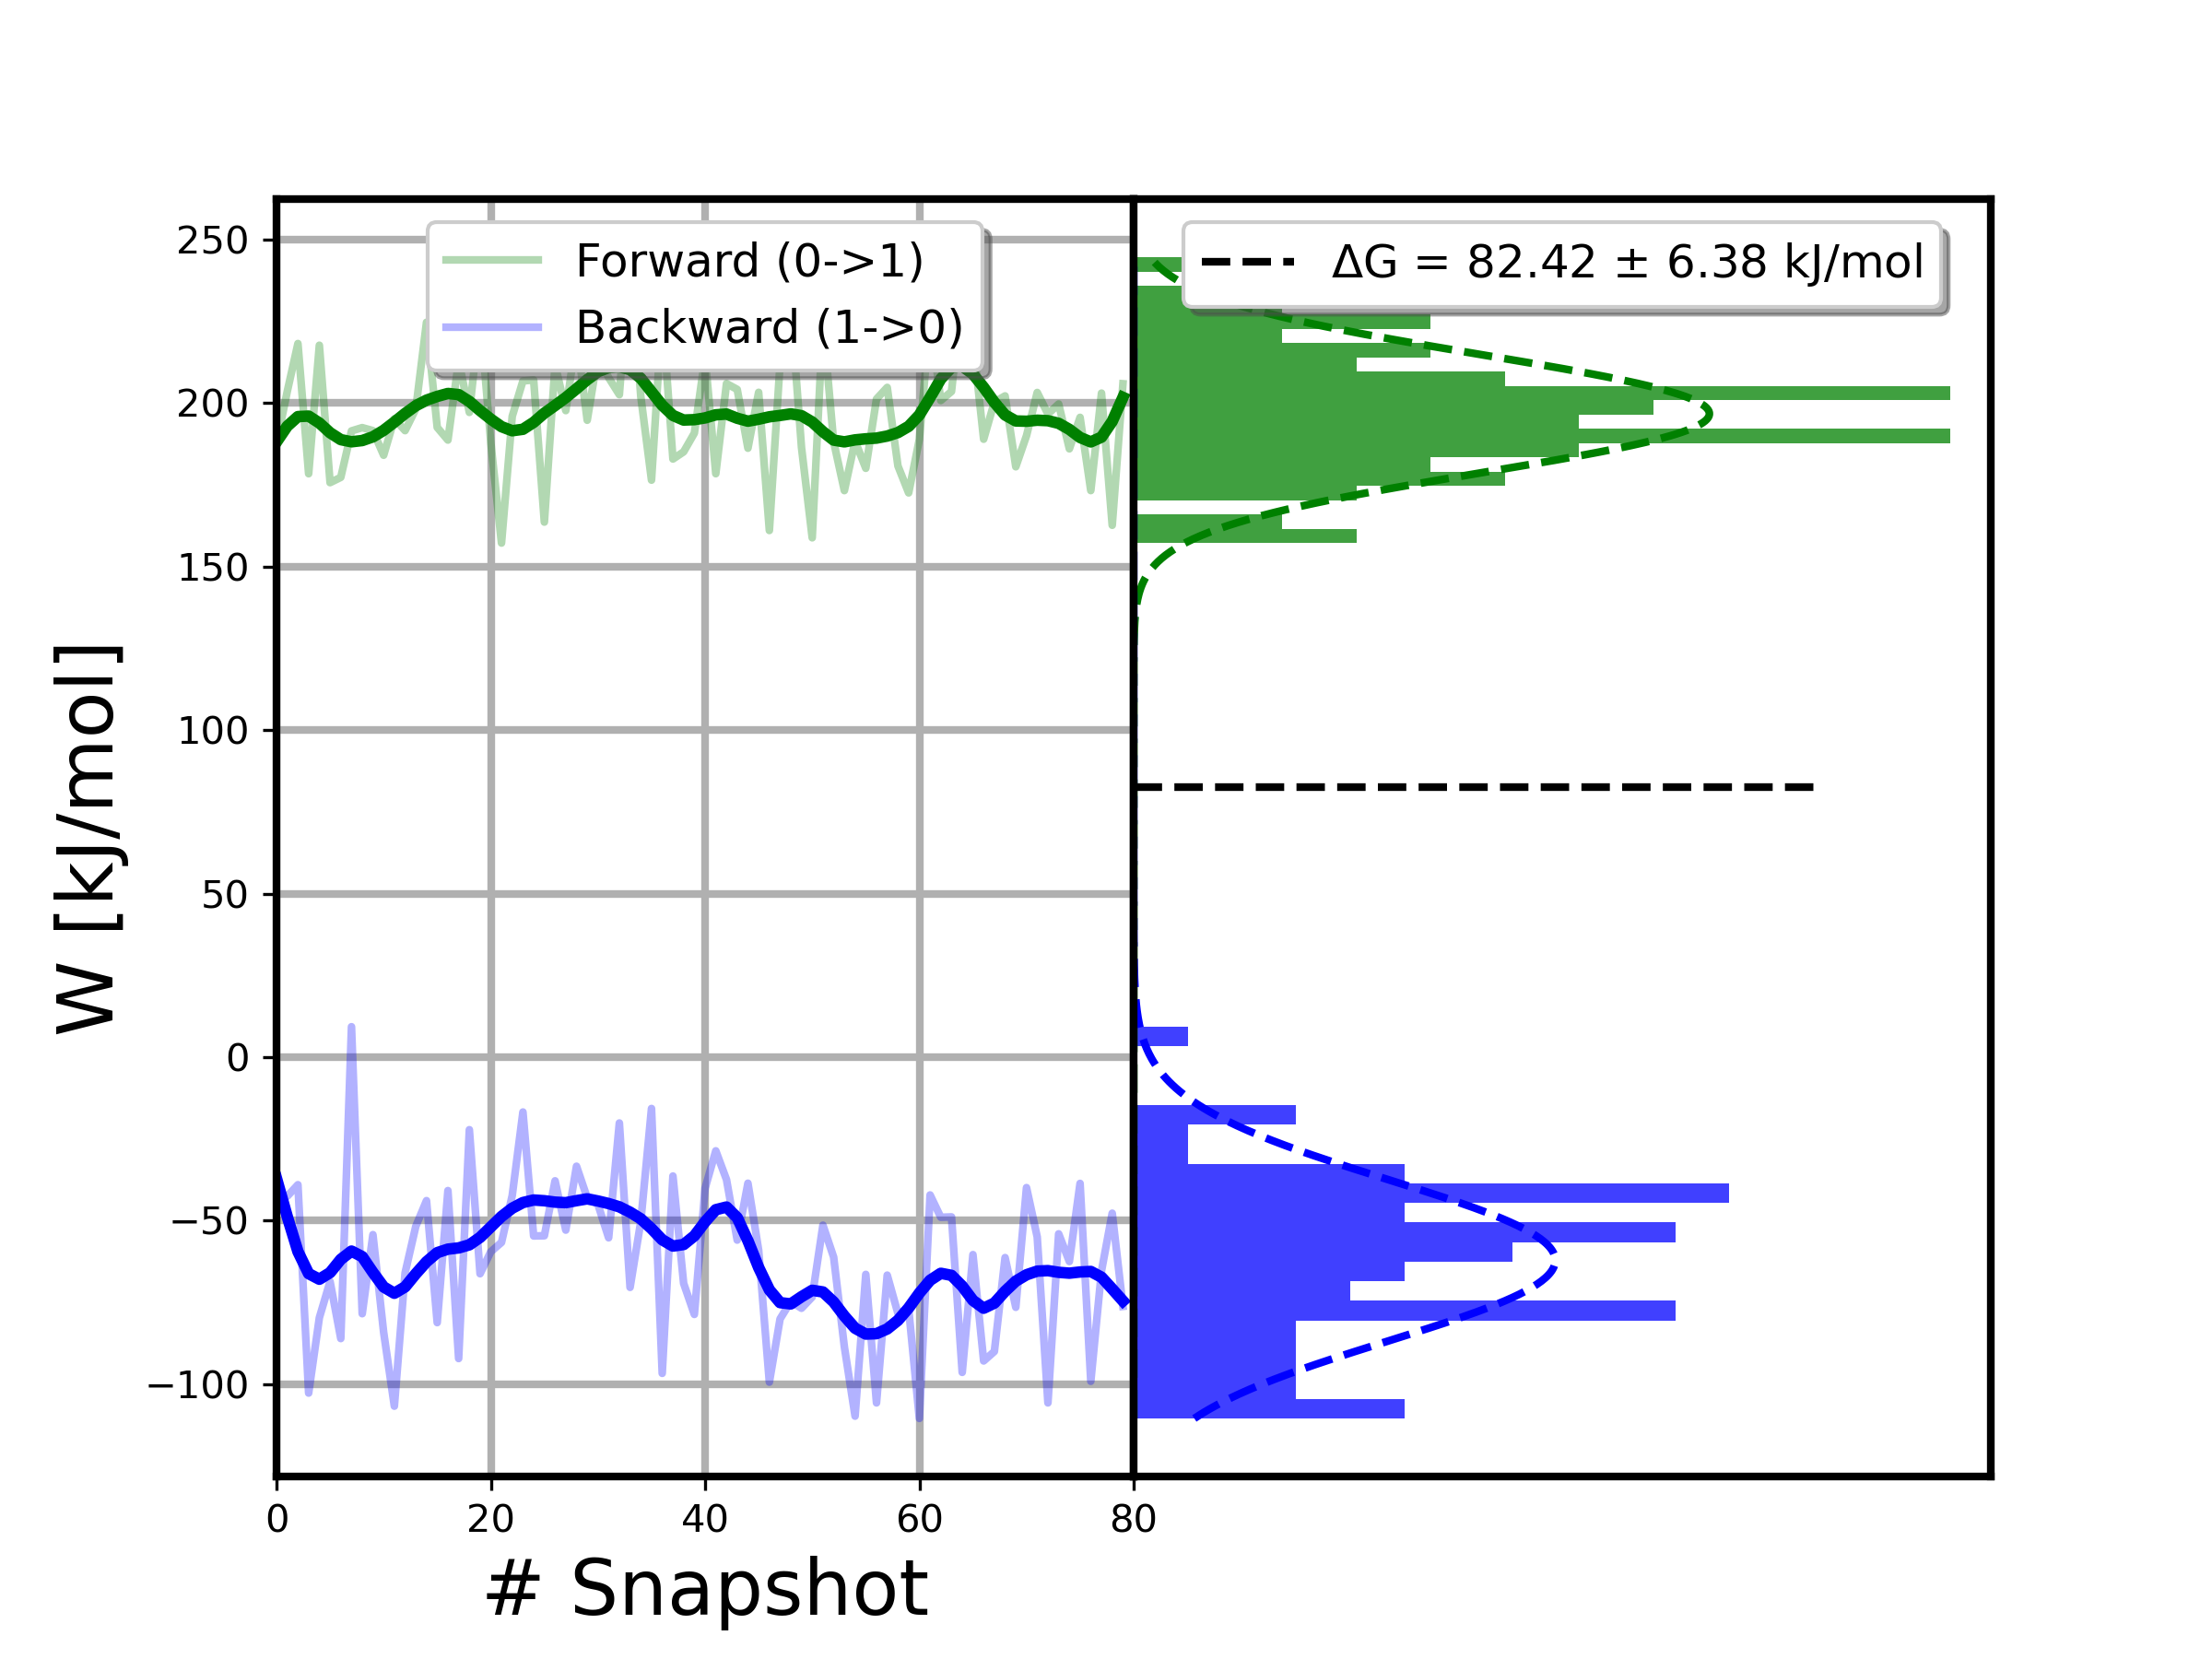 Forward (0->1)
Backward (1->0)
ΔG = 82.42 ± 6.38 kJ/mol
250
200
150
100
50
0
−50
−100
W [kJ/mol]
0
20
40
60
80
# Snapshot